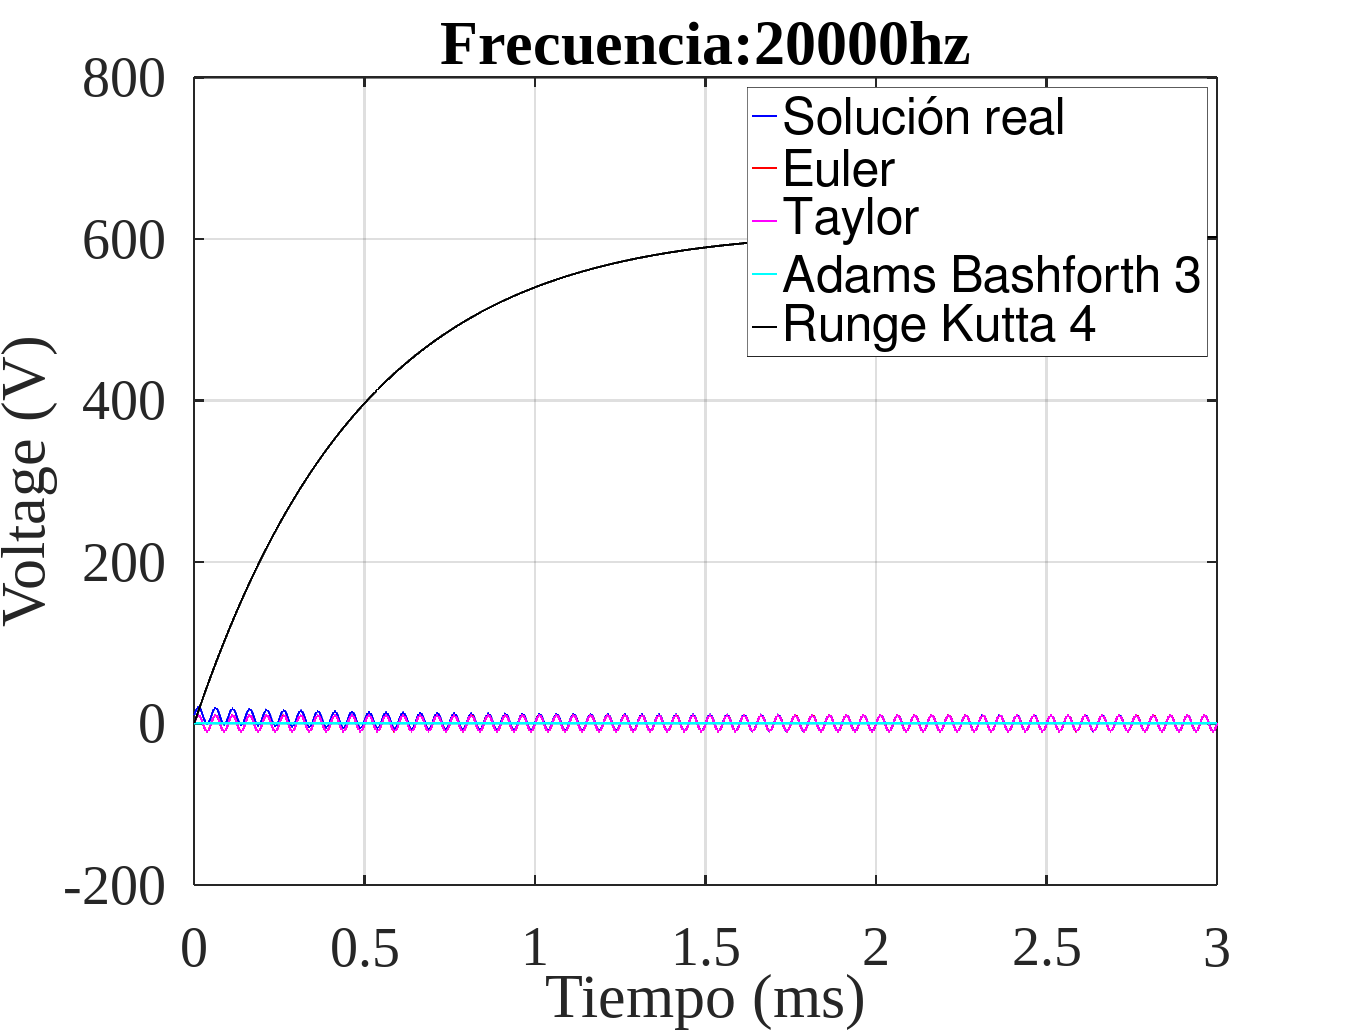 Frecuencia:20000hz
800
600
400
200
0
-200
Voltage (V)
Solución real
Euler
Taylor
Adams Bashforth 3
Runge Kutta 4
0 0.5 1 1.5 2 2.5 3
Tiempo (ms)